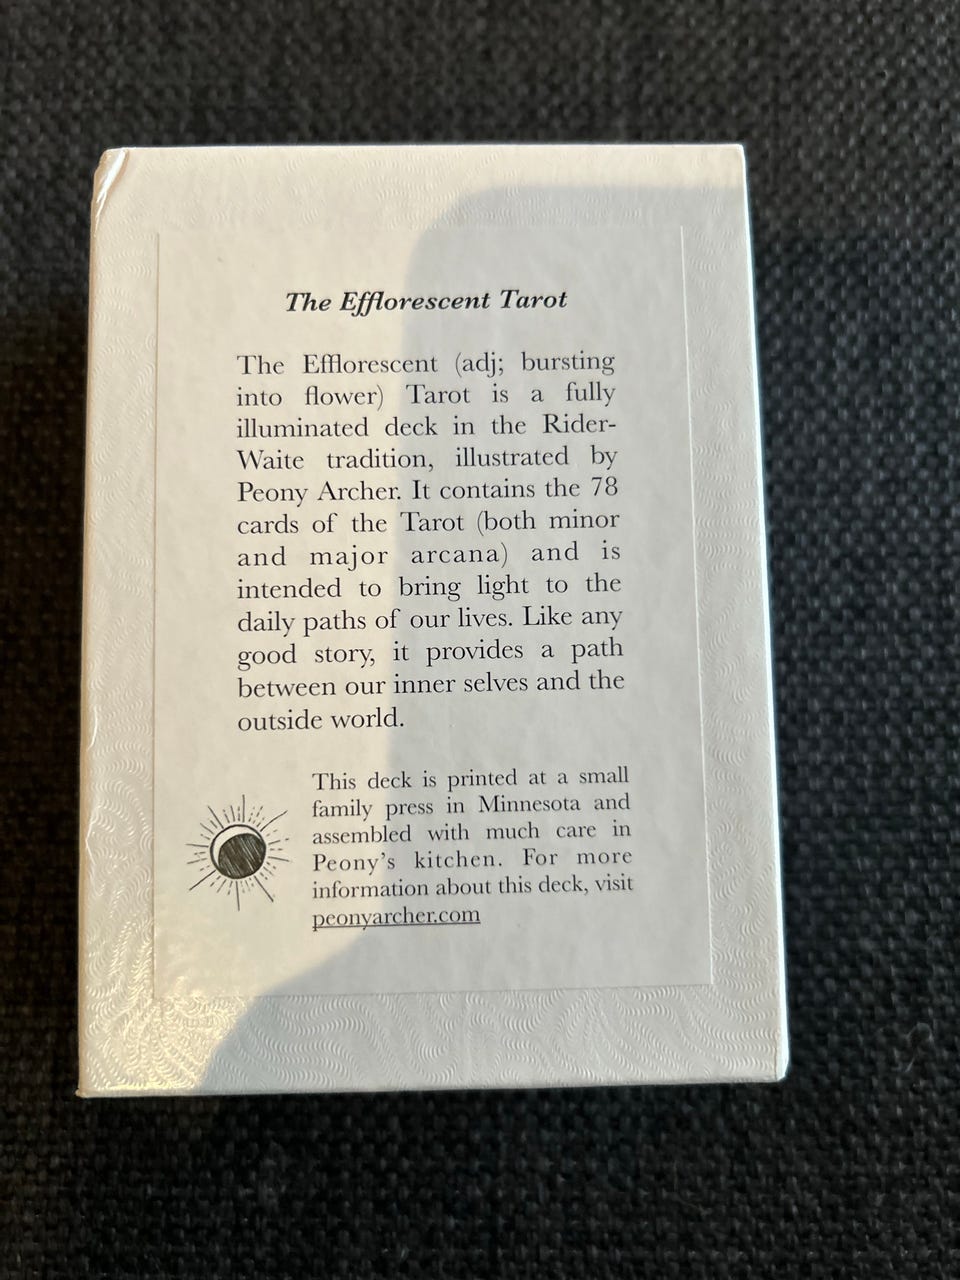 The Efflorescent Tarot
The Efflorescent (adj; bursting
into flower) Tarot is a fully
illuminated deck in the Rider-
Waite tradition, illustrated by
Peony Archer. It contains the 78
cards of the Tarot (both minor
and major arcana) and is
intended to bring light to the
daily paths of our lives. Like any
good story, it provides a path
between our inner selves and the
outside world.
This deck is printed at a small
family press in Minnesota and
assembled with much care in
Peony's kitchen. For more
information about this deck, visit
peonyarcher.com